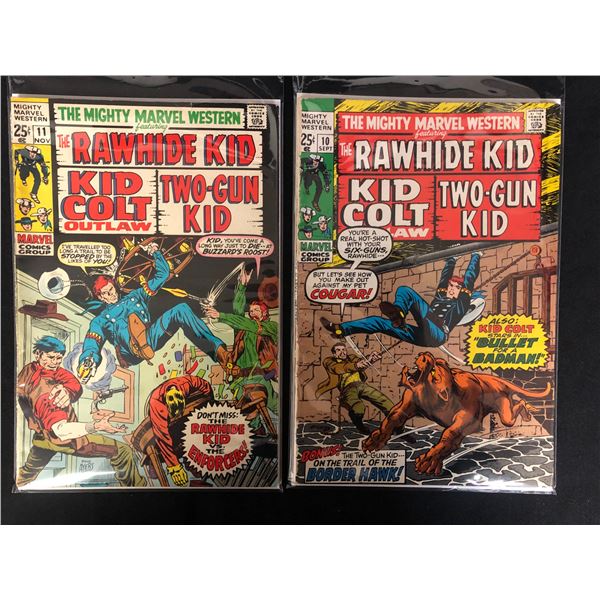 MIGHTY
MARVEL
WESTERN
25¢
11
NOV
THE MIGHTY MARVEL WESTERN
featuring
THE RAWHIDE KID
KID
COLT
OUTLAW
TWO-GUN
KID
MARVEL
COMICS
GROUP
I'VE TRAVELLED TOO
LONG A TRAIL TO BE
STOPPED BY THE
LIKES OF YOU!
KID, YOU'VE COME A
LONG WAY JUST TO DIE--AT
BUZZARD'S ROOST!
DON'T MISS:
THE
RAWHIDE
KID
VS. THE
ENFORCERS!
AYERS
MIGHTY
MARVEL
WESTERN
25¢
10
SEPT
THE MIGHTY MARVEL WESTERN
featuring
THE RAWHIDE KID
KID
COLT
LAW
TWO-GUN
KID
MARVEL
COMICS
GROUP
YOU'RE A
REAL HOT-SHOT
WITH YOUR
SIX-GUNS,
RAWHIDE--
BUT LET'S SEE HOW
YOU MAKE OUT
AGAINST MY PET
COUGAR!
ALSO:
KID COLT
STARS IN...
"BULLET
FOR A
BADMAN!"
BONUS! THE TWO-GUN KID...
ON THE TRAIL OF THE
BORDER HAWK!